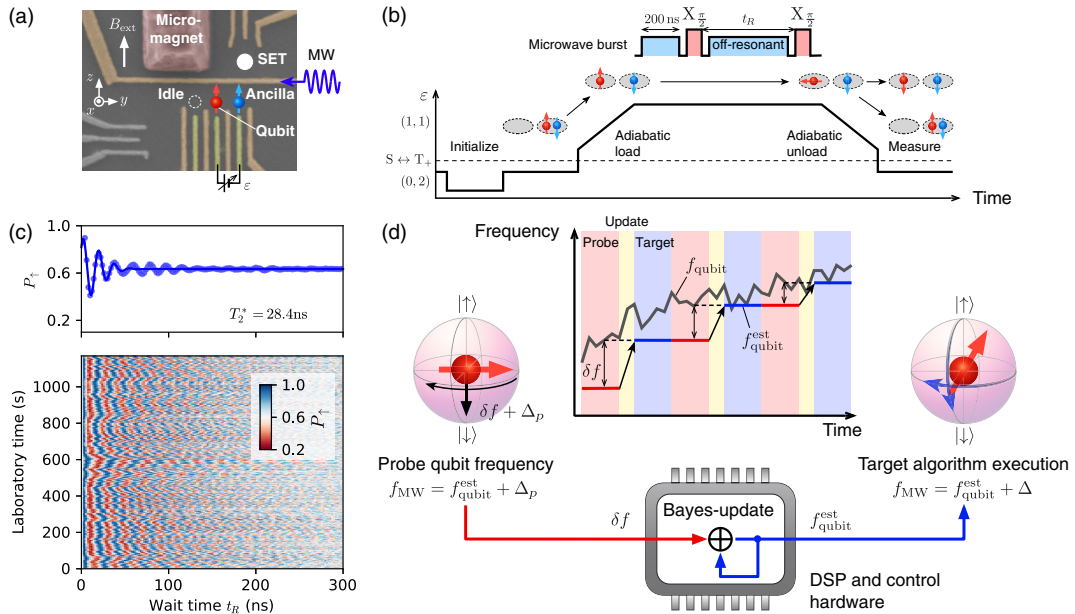 (a)
B_ext
Micro-
magnet
SET
MW
z
x
y
Idle
Ancilla
Qubit
ε
(b)
Microwave burst
200 ns
X π/2
t_R
X π/2
off-resonant
ε
(1, 1)
S ↔ T₊
(0, 2)
Initialize
Adiabatic
load
Adiabatic
unload
Measure
Time
(c)
P↑
1.0
0.6
0.2
T₂* = 28.4ns
Laboratory time (s)
1000
800
600
400
200
0
1.0
0.6
0.2
P↑
0
100
200
300
Wait time t_R (ns)
(d)
Frequency
Update
Probe
Target
f_qubit
f_qubit^est
δf
Time
|↑⟩
δf + Δ_p
|↓⟩
|↑⟩
|↓⟩
Probe qubit frequency
f_MW = f_qubit^est + Δ_p
Target algorithm execution
f_MW = f_qubit^est + Δ
δf
Bayes-update
f_qubit^est
DSP and control
hardware